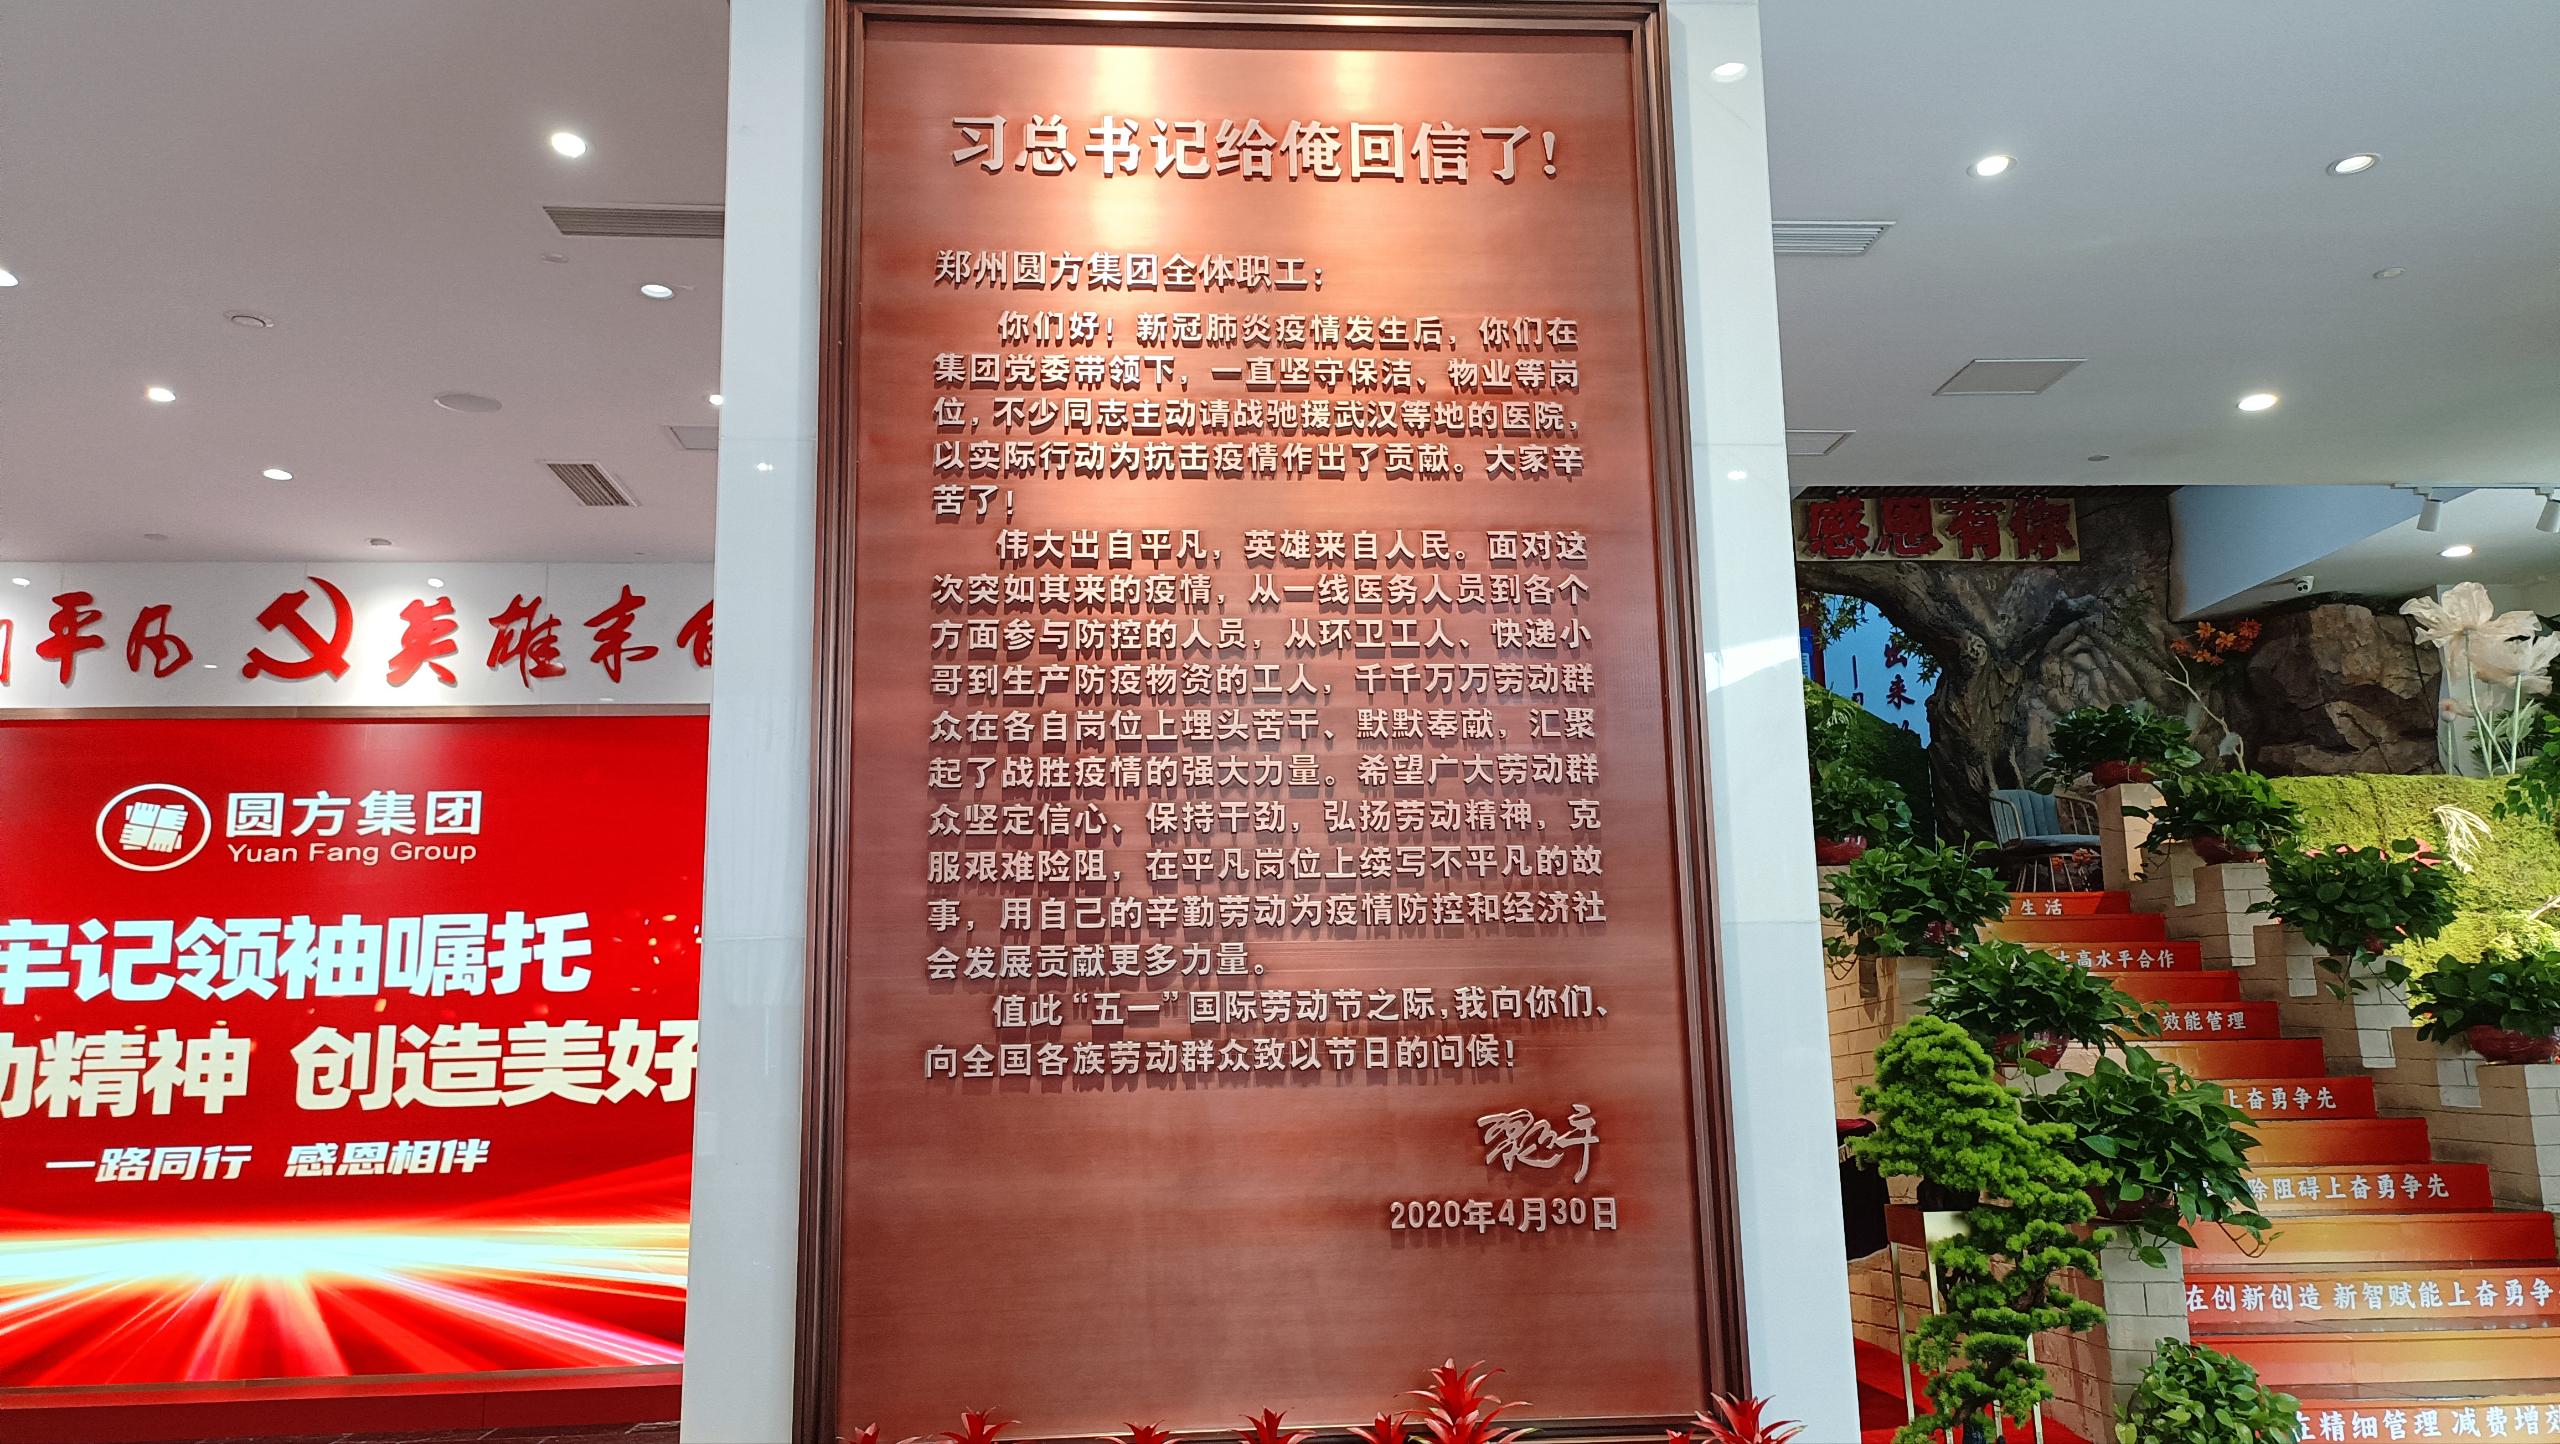 习总书记给俺回信了!
郑州圆方集团全体职工:
你们好!新冠肺炎疫情发生后,你们在
集团党委带领下,一直坚守保洁、物业等岗
位,不少同志主动请战驰援武汉等地的医院,
以实际行动为抗击疫情作出了贡献。大家辛
苦了!
伟大出自平凡,英雄来自人民。面对这
次突如其来的疫情,从一线医务人员到各个
方面参与防控的人员,从环卫工人、快递小
哥到生产防疫物资的工人,千千万万劳动群
众在各自岗位上埋头苦干、默默奉献,汇聚
起了战胜疫情的强大力量。希望广大劳动群
众坚定信心、保持干劲,弘扬劳动精神,克
服艰难险阻,在平凡岗位上续写不平凡的故
事,用自己的辛勤劳动为疫情防控和经济社
会发展贡献更多力量。
值此“五一”国际劳动节之际,我向你们、
向全国各族劳动群众致以节日的问候!
习近平
2020年4月30日
平凡 英雄来自
圆方集团
Yuan Fang Group
牢记领袖嘱托
动精神 创造美好
一路同行 感恩相伴
感恩有你
出来
生活
高水平合作
效能管理
上奋勇争先
除阻碍上奋勇争先
在创新创造 新智赋能上奋勇争
在精细管理 减费增效